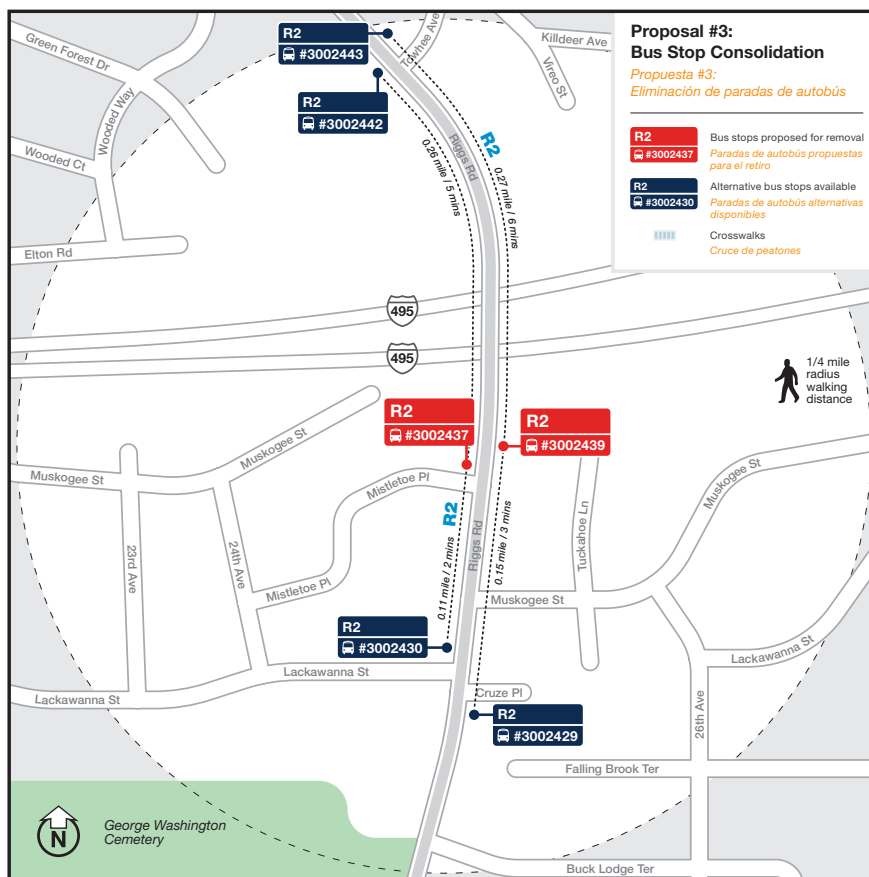 Proposal #3:
Bus Stop Consolidation
Propuesta #3:
Eliminación de paradas de autobús
R2
#3002437
Bus stops proposed for removal
Paradas de autobús propuestas
para el retiro
R2
#3002430
Alternative bus stops available
Paradas de autobús alternativas
disponibles
Crosswalks
Cruce de peatones
R2
#3002443
R2
#3002442
Green Forest Dr
Wooded Way
Wooded Ct
Elton Rd
Towhee Ave
Killdeer Ave
Vireo St
Riggs Rd
R2
0.26 mile / 5 mins
0.27 mile / 6 mins
495
495
1/4 mile
radius
walking
distance
R2
#3002437
R2
#3002439
Muskogee St
Muskogee St
Mistletoe Pl
Mistletoe Pl
23rd Ave
24th Ave
R2
0.11 mile / 2 mins
Riggs Rd
0.15 mile / 3 mins
Tuckahoe Ln
Muskogee St
Muskogee St
R2
#3002430
Lackawanna St
Lackawanna St
Lackawanna St
Cruze Pl
26th Ave
R2
#3002429
Falling Brook Ter
Buck Lodge Ter
N
George Washington
Cemetery